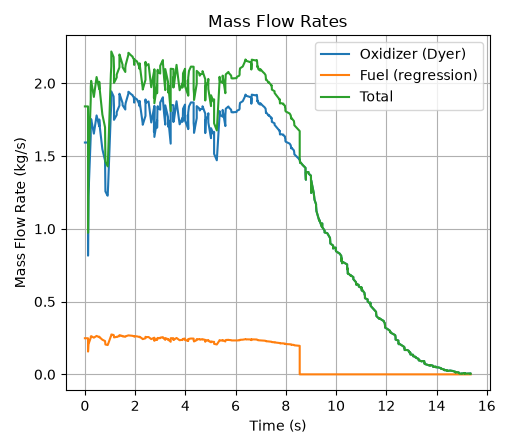 Mass Flow Rates
Oxidizer (Dyer)
Fuel (regression)
Total
Mass Flow Rate (kg/s)
2.0
1.5
1.0
0.5
0.0
0 2 4 6 8 10 12 14 16
Time (s)